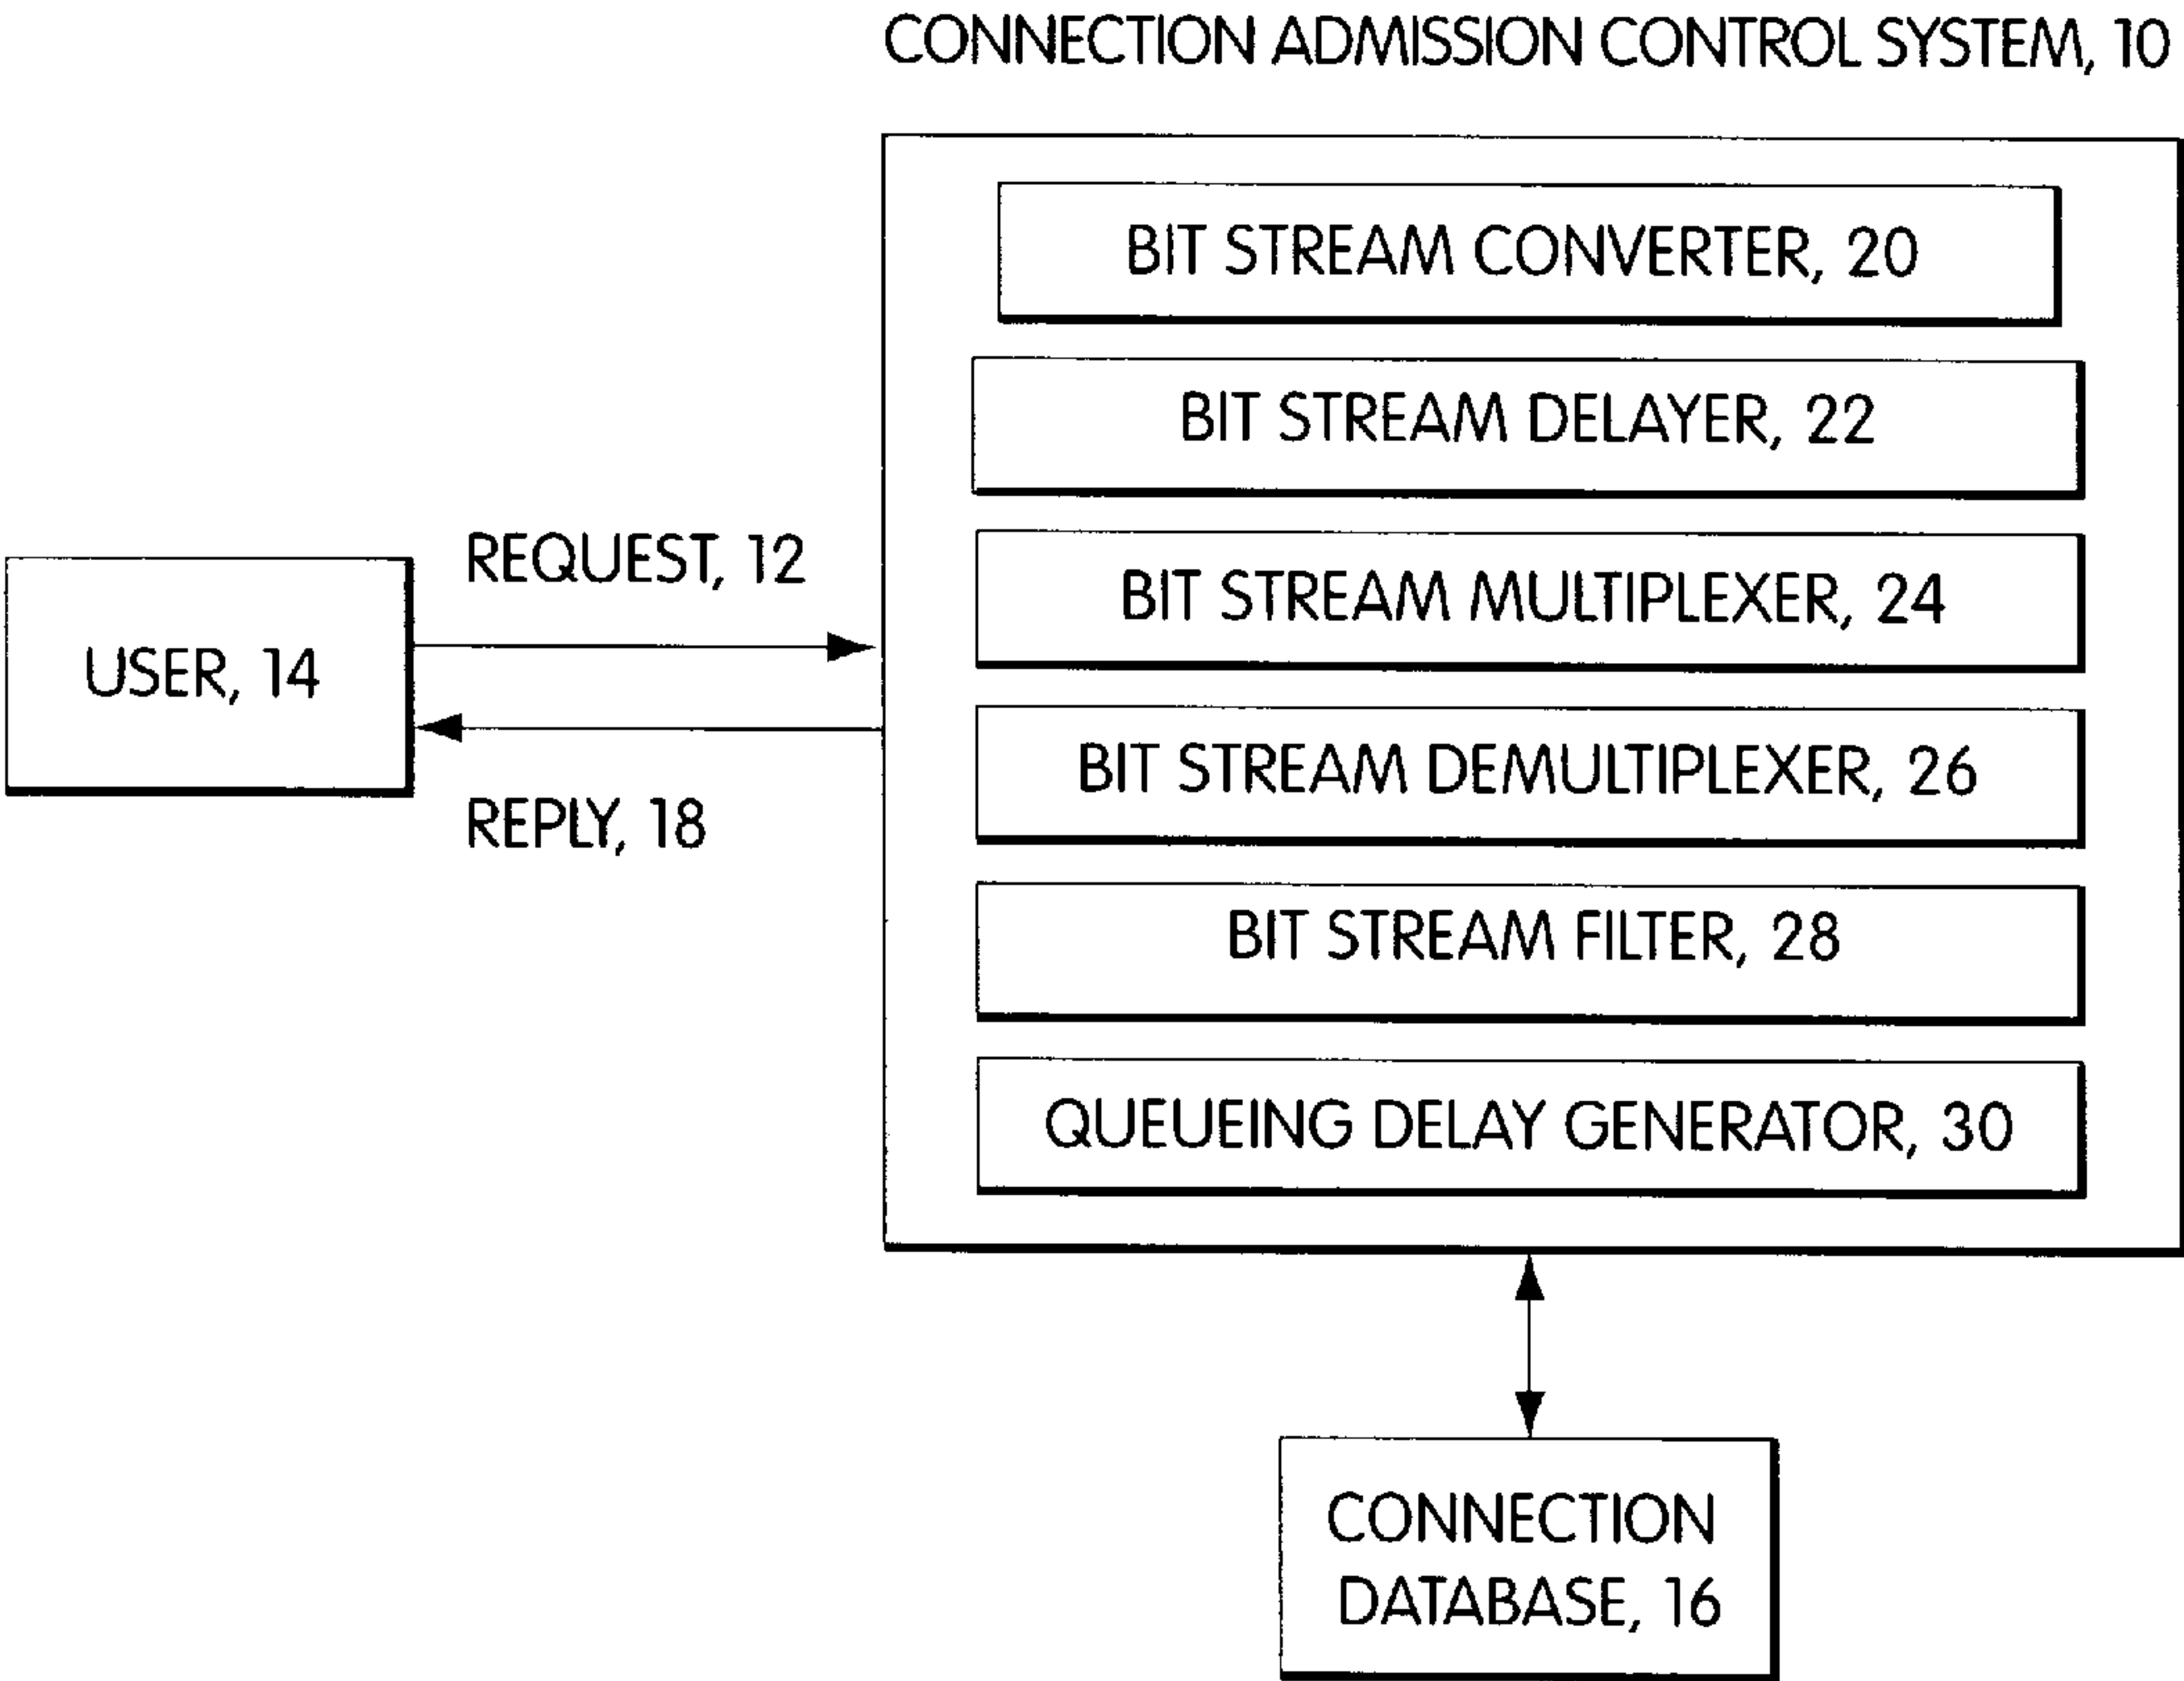 CONNECTION ADMISSION CONTROL SYSTEM, 10
BIT STREAM CONVERTER, 20
BIT STREAM DELAYER, 22
REQUEST, 12
BIT STREAM MULTIPLEXER, 24
USER, 14
BIT STREAM DEMULTIPLEXER, 26
REPLY, 18
BIT STREAM FILTER, 28
QUEUEING DELAY GENERATOR, 30
CONNECTION
DATABASE, 16